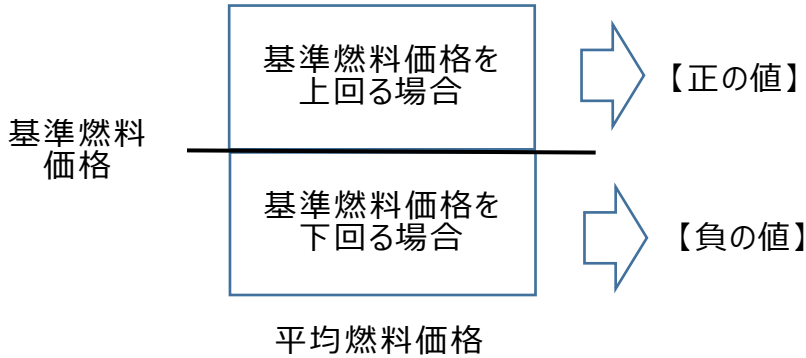 基準燃料価格を
上回る場合
【正の値】
基準燃料
価格
基準燃料価格を
下回る場合
【負の値】
平均燃料価格